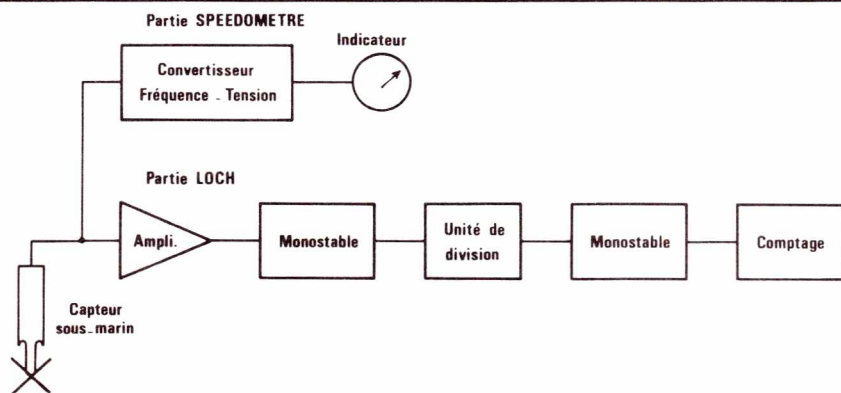 Partie SPEEDOMETRE
Indicateur
Convertisseur
Fréquence - Tension
Partie LOCH
Ampli.
Monostable
Unité de
division
Monostable
Comptage
Capteur
sous-marin